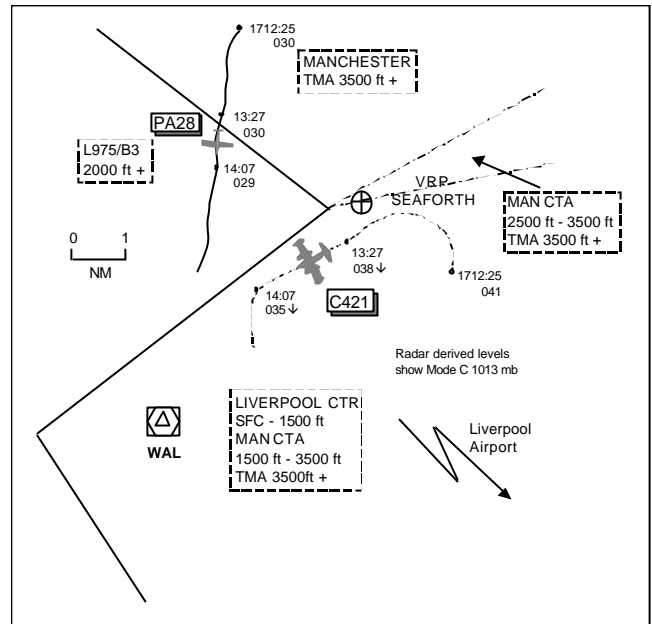 1712:25
030
MANCHESTER
TMA 3500 ft +
PA28
13:27
030
L975/B3
2000 ft +
14:07
029
VRP
SEAFORTH
MAN CTA
2500 ft - 3500 ft
TMA 3500 ft +
0 1
NM
13:27
038 ↓
1712:25
041
14:07
035 ↓
C421
Radar derived levels
show Mode C 1013 mb
LIVERPOOL CTR
SFC - 1500 ft
MAN CTA
1500 ft - 3500 ft
TMA 3500ft +
Liverpool
Airport
WAL